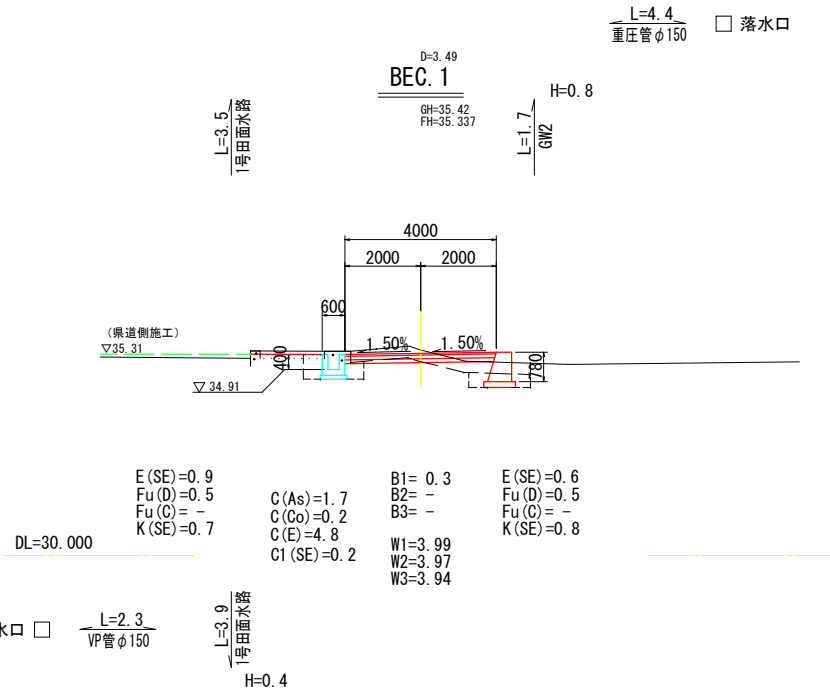 L=4.4
重圧管φ150
落水口
D=3.49
BEC.1
GH=35.42
FH=35.337
H=0.8
L=3.5
1号田面水路
L=1.7
GW2
4000
2000
2000
600
(県道側施工)
▽35.31
1.50%
1.50%
400
780
▽34.91
E(SE)=0.9
Fu(D)=0.5
Fu(C)= -
K(SE)=0.7
C(As)=1.7
C(Co)=0.2
C(E)=4.8
C1(SE)=0.2
B1= 0.3
B2= -
B3= -
W1=3.99
W2=3.97
W3=3.94
E(SE)=0.6
Fu(D)=0.5
Fu(C)= -
K(SE)=0.8
DL=30.000
水口
L=2.3
VP管φ150
L=3.9
1号田面水路
H=0.4